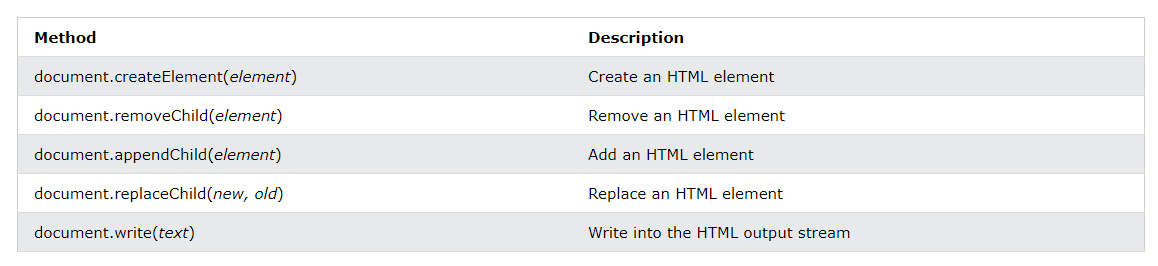 Method Description
document.createElement(element) Create an HTML element
document.removeChild(element) Remove an HTML element
document.appendChild(element) Add an HTML element
document.replaceChild(new, old) Replace an HTML element
document.write(text) Write into the HTML output stream